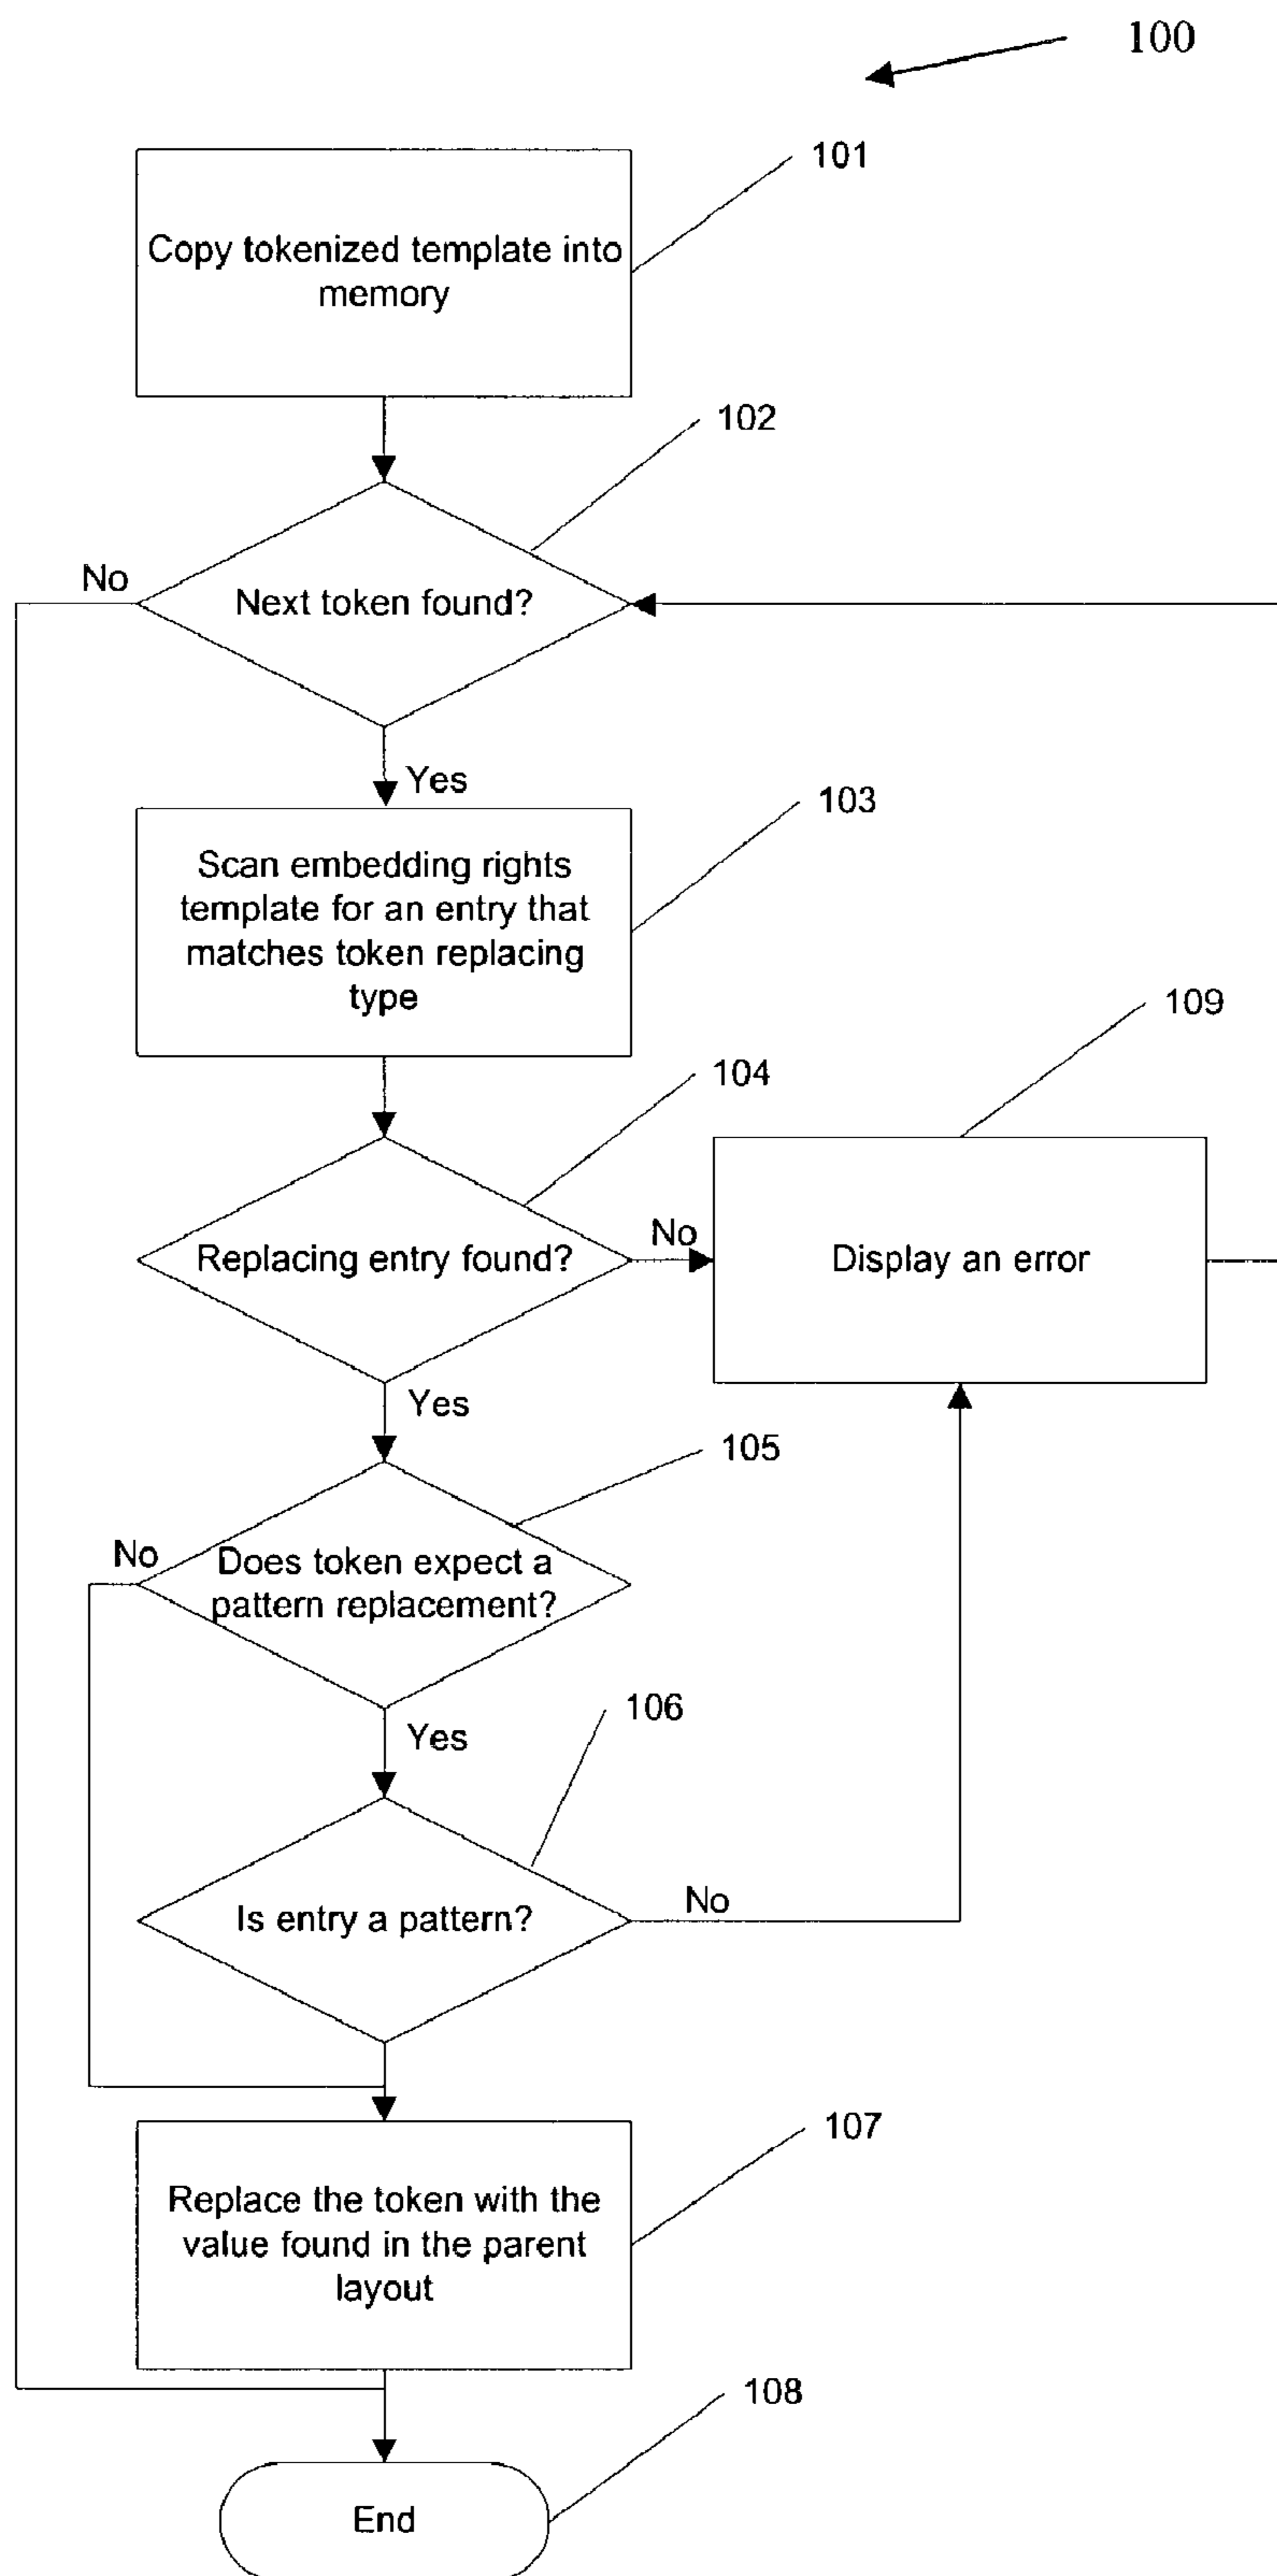 100
101
Copy tokenized template into
memory
102
No
Next token found?
Yes
103
Scan embedding rights
template for an entry that
matches token replacing
type
109
104
No
Replacing entry found?
Display an error
Yes
105
No
Does token expect a
pattern replacement?
106
Yes
No
Is entry a pattern?
107
Replace the token with the
value found in the parent
layout
108
End